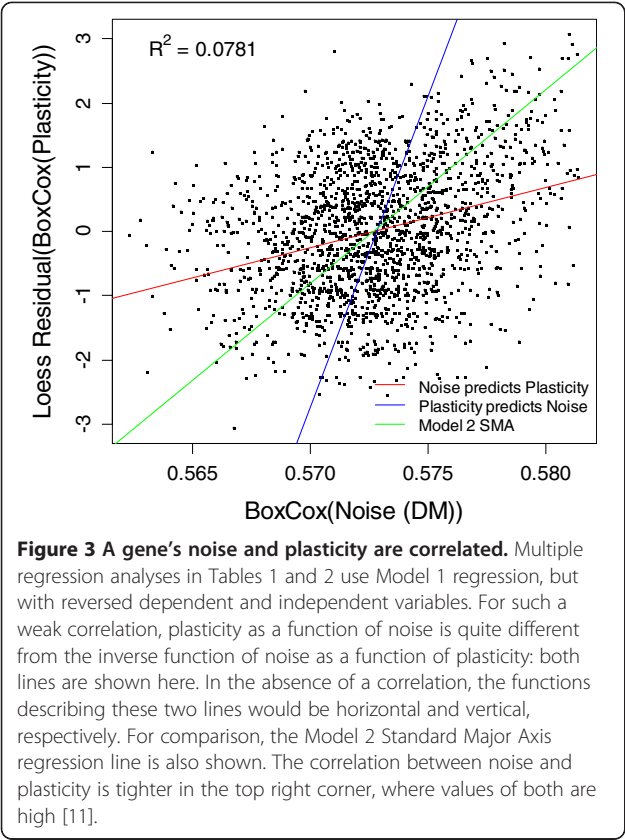 R² = 0.0781
Loess Residual(BoxCox(Plasticity))
3
2
1
0
-1
-2
-3
Noise predicts Plasticity
Plasticity predicts Noise
Model 2 SMA
0.565 0.570 0.575 0.580
BoxCox(Noise (DM))
Figure 3 A gene's noise and plasticity are correlated. Multiple
regression analyses in Tables 1 and 2 use Model 1 regression, but
with reversed dependent and independent variables. For such a
weak correlation, plasticity as a function of noise is quite different
from the inverse function of noise as a function of plasticity: both
lines are shown here. In the absence of a correlation, the functions
describing these two lines would be horizontal and vertical,
respectively. For comparison, the Model 2 Standard Major Axis
regression line is also shown. The correlation between noise and
plasticity is tighter in the top right corner, where values of both are
high [11].